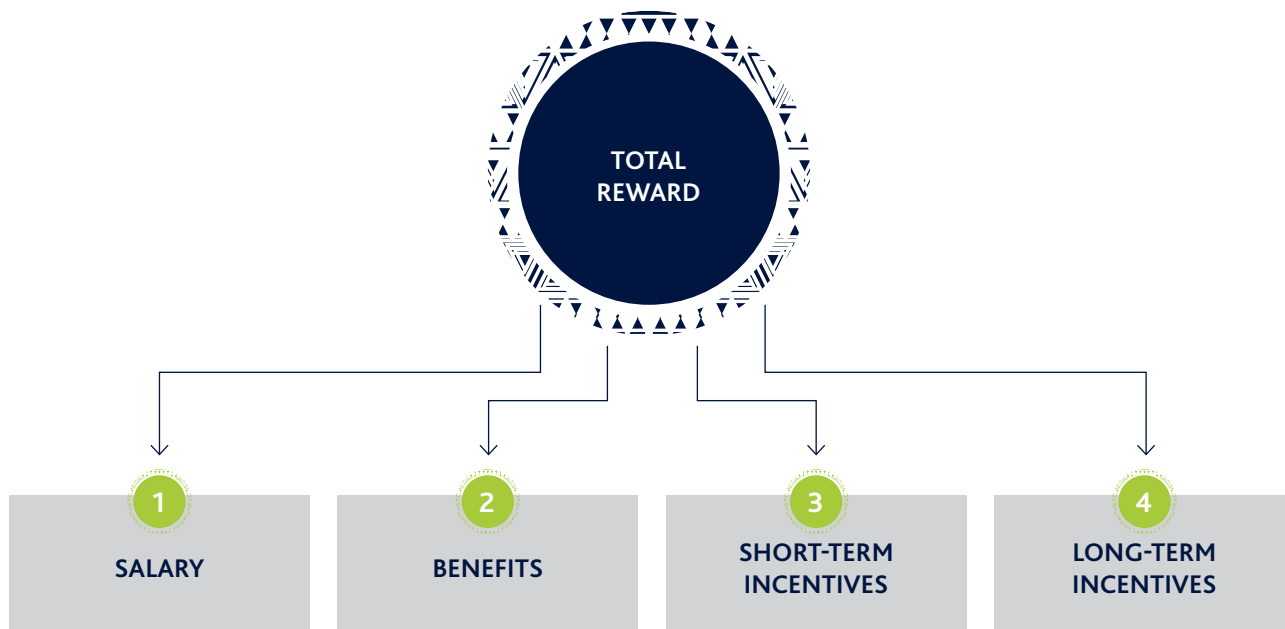 TOTAL
REWARD
1
2
3
4
SALARY
BENEFITS
SHORT-TERM
INCENTIVES
LONG-TERM
INCENTIVES